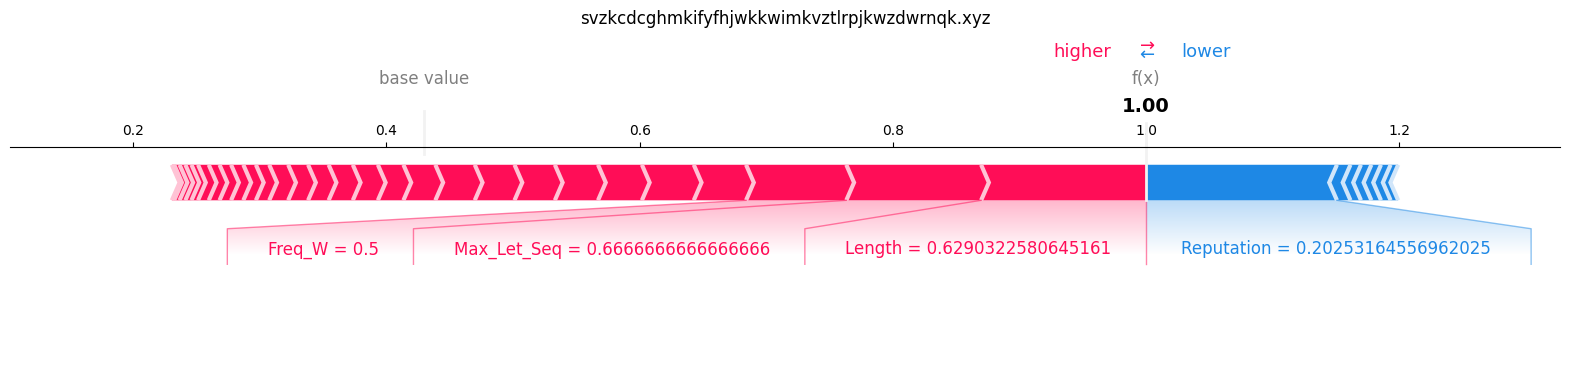 svzkcdcghmkifyfhjwkkwimkvztlrpjkwzdwrnqk.xyz
higher ⇄ lower
base value f(x)
1.00
0.2 0.4 0.6 0.8 1 0 1.2
Freq_W = 0.5 Max_Let_Seq = 0.6666666666666666 Length = 0.6290322580645161 Reputation = 0.20253164556962025